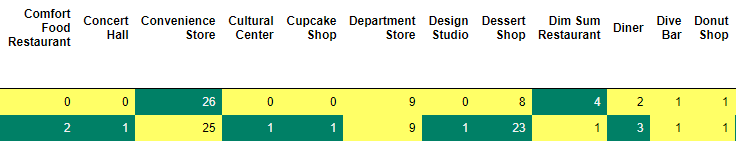 Comfort Food Restaurant Concert Hall Convenience Store Cultural Center Cupcake Shop Department Store Design Studio Dessert Shop Dim Sum Restaurant Diner Dive Bar Donut Shop
0 0 26 0 0 9 0 8 4 2 1 1
2 1 25 1 1 9 1 23 1 3 1 1